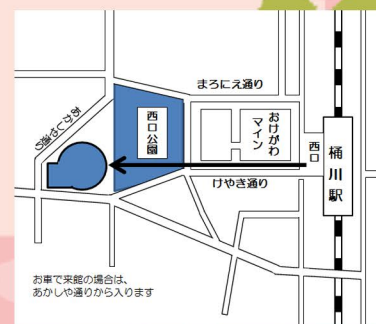 まろにえ通り
あかしや通り
西口公園
おけがわ
マイン
西口
桶川駅
けやき通り
お車で来館の場合は、
あかしや通りから入ります